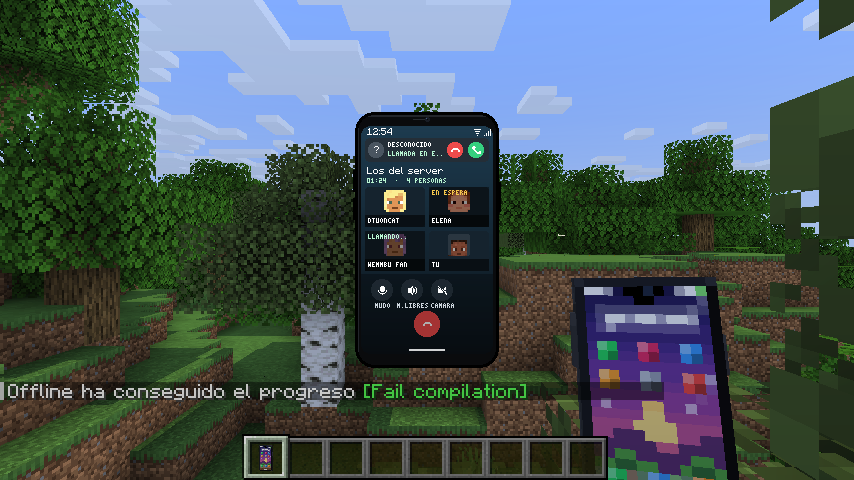 12:54
?
DESCONOCIDO
LLAMADA EN E..
Los del server
01:24 · 4 PERSONAS
DTUONCAT
EN ESPERA
ELENA
LLAMANDO..
WEMMBU FAN
TU
MUDO
M.LIBRES
CAMARA
Offline ha conseguido el progreso [Fail compilation]